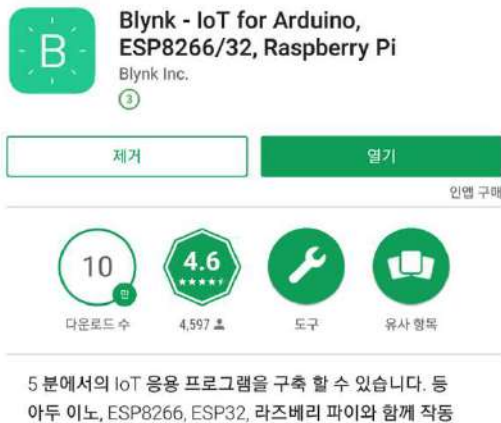 B
Blynk - IoT for Arduino,
ESP8266/32, Raspberry Pi
Blynk Inc.
3
제거
열기
인앱 구매
10
만
4.6
다운로드 수
4,597
도구
유사 항목
5 분에서의 IoT 응용 프로그램을 구축 할 수 있습니다. 등
아두 이노, ESP8266, ESP32, 라즈베리 파이와 함께 작동